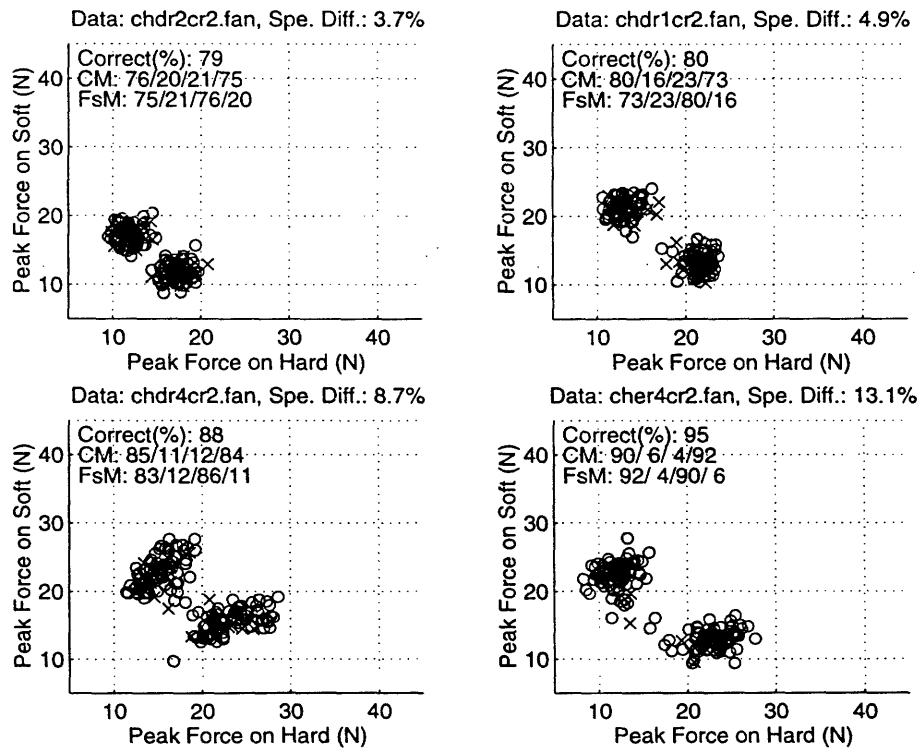 Data: chdr2cr2.fan, Spe. Diff.: 3.7%
Correct(%): 79
CM: 76/20/21/75
FsM: 75/21/76/20
Peak Force on Soft (N)
40
30
20
10
10 20 30 40
Peak Force on Hard (N)
Data: chdr1cr2.fan, Spe. Diff.: 4.9%
Correct(%): 80
CM: 80/16/23/73
FsM: 73/23/80/16
Peak Force on Soft (N)
40
30
20
10
10 20 30 40
Peak Force on Hard (N)
Data: chdr4cr2.fan, Spe. Diff.: 8.7%
Correct(%): 88
CM: 85/11/12/84
FsM: 83/12/86/11
Peak Force on Soft (N)
40
30
20
10
10 20 30 40
Peak Force on Hard (N)
Data: cher4cr2.fan, Spe. Diff.: 13.1%
Correct(%): 95
CM: 90/ 6/ 4/92
FsM: 92/ 4/90/ 6
Peak Force on Soft (N)
40
30
20
10
10 20 30 40
Peak Force on Hard (N)